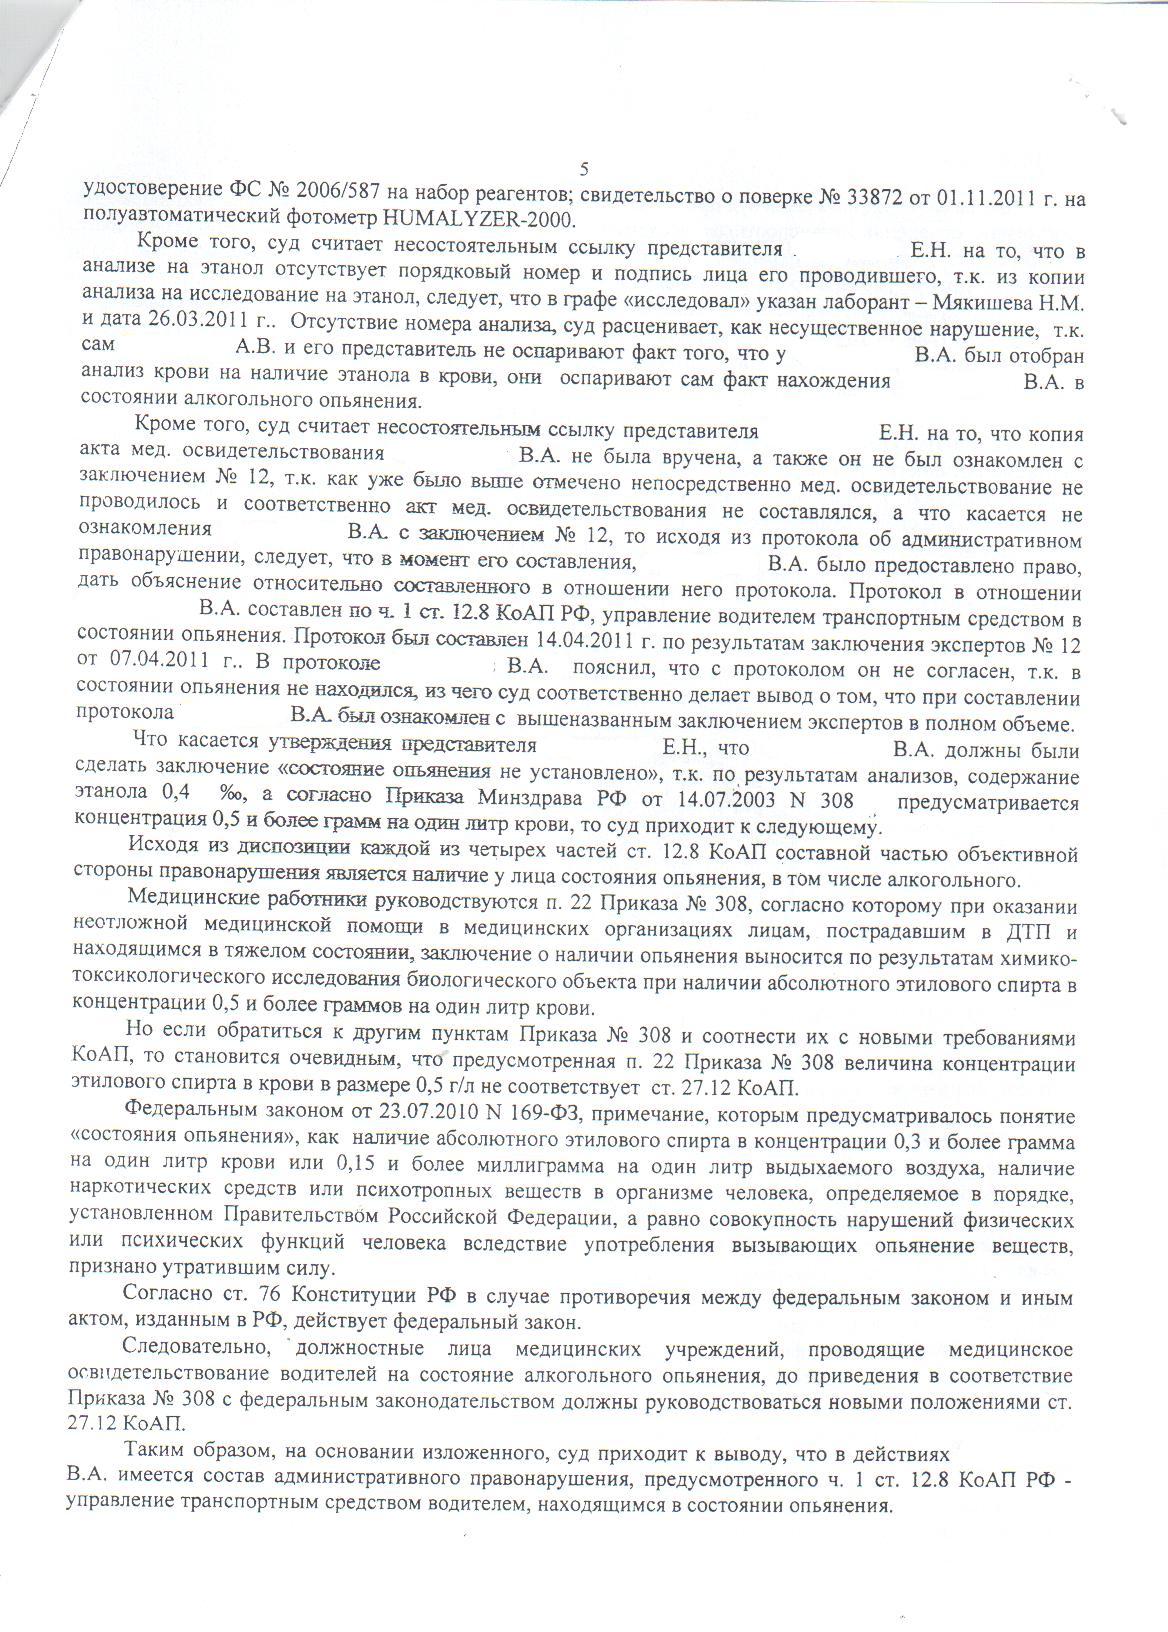 5
удостоверение ФС № 2006/587 на набор реагентов; свидетельство о поверке № 33872 от 01.11.2011 г. на
полуавтоматический фотометр HUMALYZER-2000.
Кроме того, суд считает несостоятельным ссылку представителя . Е.Н. на то, что в
анализе на этанол отсутствует порядковый номер и подпись лица его проводившего, т.к. из копии
анализа на исследование на этанол, следует, что в графе «исследовал» указан лаборант – Мякишева Н.М.
и дата 26.03.2011 г.. Отсутствие номера анализа, суд расценивает, как несущественное нарушение, т.к.
сам А.В. и его представитель не оспаривают факт того, что у В.А. был отобран
анализ крови на наличие этанола в крови, они оспаривают сам факт нахождения В.А. в
состоянии алкогольного опьянения.
Кроме того, суд считает несостоятельным ссылку представителя Е.Н. на то, что копия
акта мед. освидетельствования В.А. не была вручена, а также он не был ознакомлен с
заключением № 12, т.к. как уже было выше отмечено непосредственно мед. освидетельствование не
проводилось и соответственно акт мед. освидетельствования не составлялся, а что касается не
ознакомления В.А. с заключением № 12, то исходя из протокола об административном
правонарушении, следует, что в момент его составления, В.А. было предоставлено право,
дать объяснение относительно составленного в отношении него протокола. Протокол в отношении
В.А. составлен по ч. 1 ст. 12.8 КоАП РФ, управление водителем транспортным средством в
состоянии опьянения. Протокол был составлен 14.04.2011 г. по результатам заключения экспертов № 12
от 07.04.2011 г.. В протоколе В.А. пояснил, что с протоколом он не согласен, т.к. в
состоянии опьянения не находился, из чего суд соответственно делает вывод о том, что при составлении
протокола В.А. был ознакомлен с вышеназванным заключением экспертов в полном объеме.
Что касается утверждения представителя Е.Н., что В.А. должны были
сделать заключение «состояние опьянения не установлено», т.к. по результатам анализов, содержание
этанола 0,4 ‰, а согласно Приказа Минздрава РФ от 14.07.2003 N 308 предусматривается
концентрация 0,5 и более грамм на один литр крови, то суд приходит к следующему.
Исходя из диспозиции каждой из четырех частей ст. 12.8 КоАП составной частью объективной
стороны правонарушения является наличие у лица состояния опьянения, в том числе алкогольного.
Медицинские работники руководствуются п. 22 Приказа № 308, согласно которому при оказании
неотложной медицинской помощи в медицинских организациях лицам, пострадавшим в ДТП и
находящимся в тяжелом состоянии, заключение о наличии опьянения выносится по результатам химико-
токсикологического исследования биологического объекта при наличии абсолютного этилового спирта в
концентрации 0,5 и более граммов на один литр крови.
Но если обратиться к другим пунктам Приказа № 308 и соотнести их с новыми требованиями
КоАП, то становится очевидным, что предусмотренная п. 22 Приказа № 308 величина концентрации
этилового спирта в крови в размере 0,5 г/л не соответствует ст. 27.12 КоАП.
Федеральным законом от 23.07.2010 N 169-ФЗ, примечание, которым предусматривалось понятие
«состояния опьянения», как наличие абсолютного этилового спирта в концентрации 0,3 и более грамма
на один литр крови или 0,15 и более миллиграмма на один литр выдыхаемого воздуха, наличие
наркотических средств или психотропных веществ в организме человека, определяемое в порядке,
установленном Правительством Российской Федерации, а равно совокупность нарушений физических
или психических функций человека вследствие употребления вызывающих опьянение веществ,
признано утратившим силу.
Согласно ст. 76 Конституции РФ в случае противоречия между федеральным законом и иным
актом, изданным в РФ, действует федеральный закон.
Следовательно, должностные лица медицинских учреждений, проводящие медицинское
освидетельствование водителей на состояние алкогольного опьянения, до приведения в соответствие
Приказа № 308 с федеральным законодательством должны руководствоваться новыми положениями ст.
27.12 КоАП.
Таким образом, на основании изложенного, суд приходит к выводу, что в действиях
В.А. имеется состав административного правонарушения, предусмотренного ч. 1 ст. 12.8 КоАП РФ -
управление транспортным средством водителем, находящимся в состоянии опьянения.